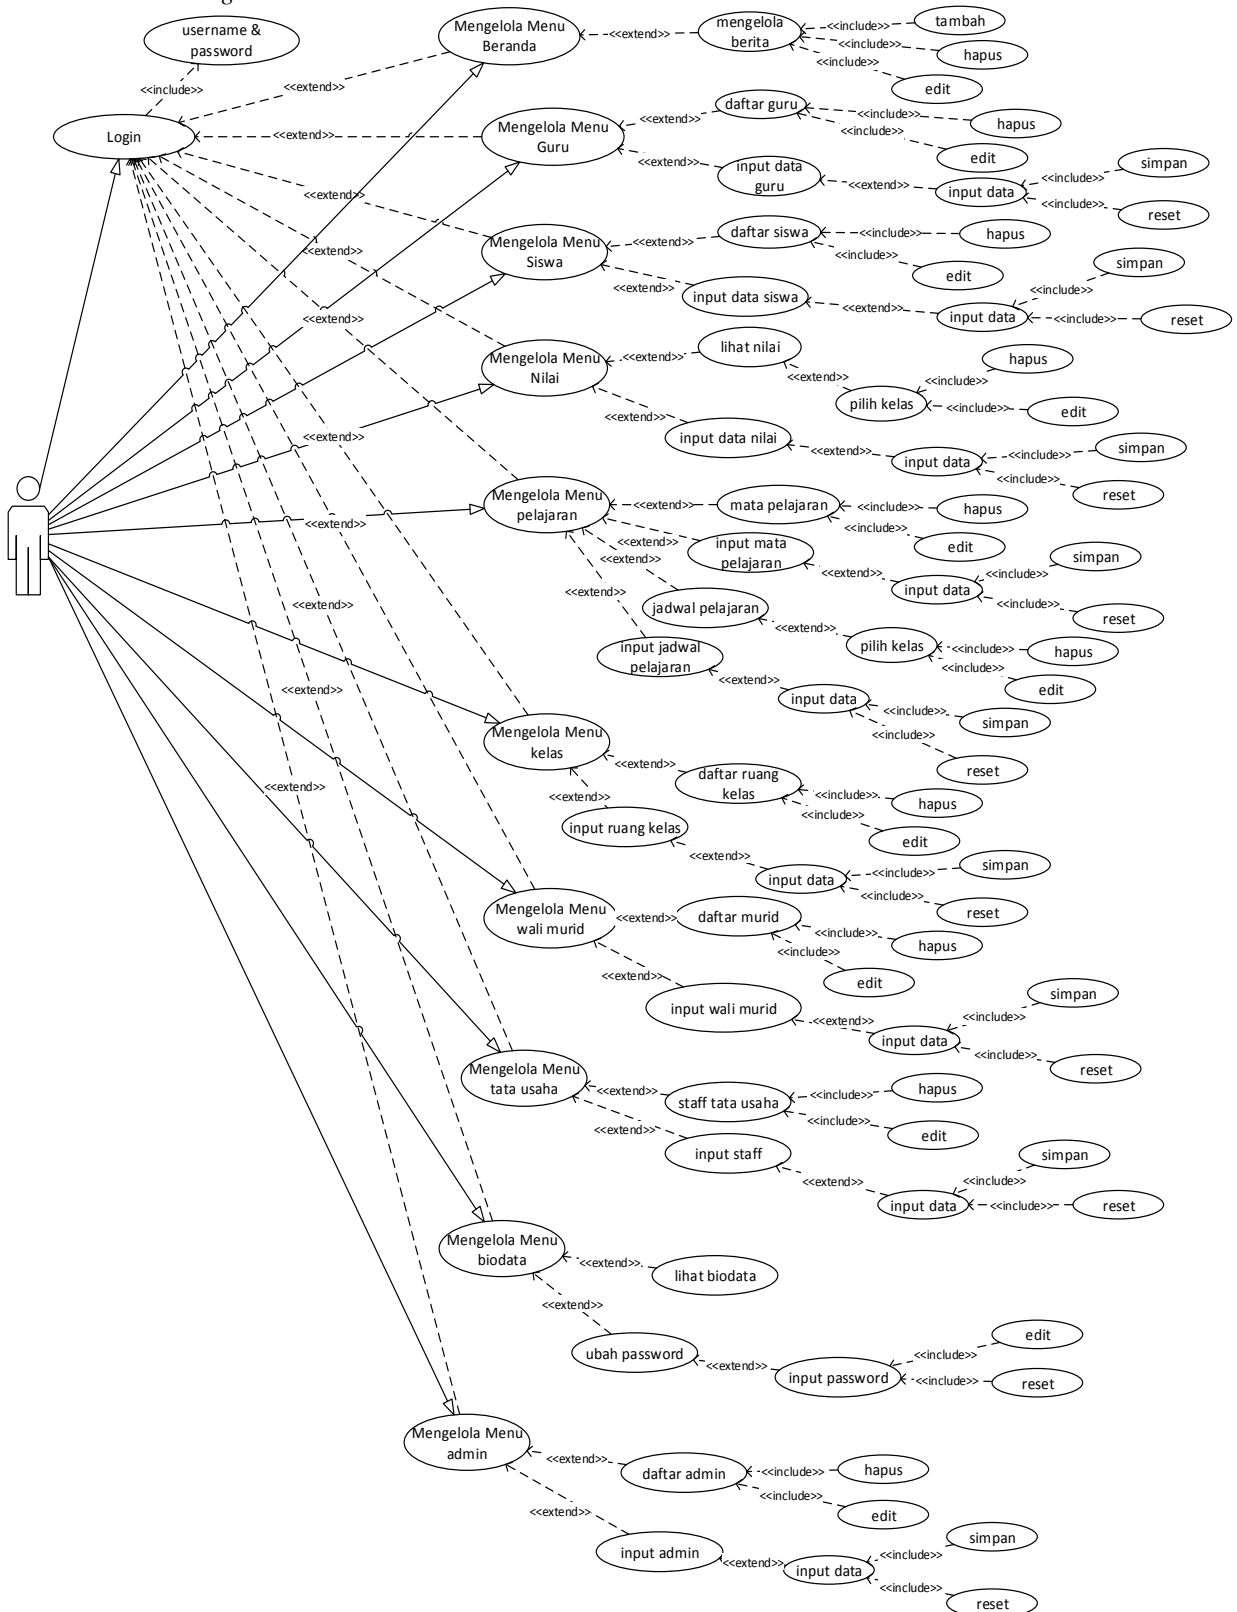 username &
password
<<include>>
Login
Mengelola Menu
Beranda
<<extend>>
<<extend>>
mengelola
berita
<<include>>
tambah
<<include>>
hapus
<<include>>
edit
Mengelola Menu
Guru
<<extend>>
<<extend>>
daftar guru
<<include>>
hapus
<<include>>
edit
<<extend>>
input data
guru
<<extend>>
input data
<<include>>
simpan
<<include>>
reset
<<extend>>
Mengelola Menu
Siswa
<<extend>>
daftar siswa
<<include>>
hapus
<<include>>
edit
<<extend>>
input data siswa
<<extend>>
input data
<<include>>
simpan
<<include>>
reset
<<extend>>
Mengelola Menu
Nilai
<<extend>>
lihat nilai
<<extend>>
pilih kelas
<<include>>
hapus
<<include>>
edit
<<extend>>
input data nilai
<<extend>>
input data
<<include>>
simpan
<<include>>
reset
<<extend>>
Mengelola Menu
pelajaran
<<extend>>
mata pelajaran
<<include>>
hapus
<<include>>
edit
<<extend>>
input mata
pelajaran
<<extend>>
input data
<<include>>
simpan
<<include>>
reset
<<extend>>
jadwal pelajaran
<<extend>>
pilih kelas
<<include>>
hapus
<<include>>
edit
<<extend>>
input jadwal
pelajaran
<<extend>>
input data
<<include>>
simpan
<<include>>
reset
<<extend>>
Mengelola Menu
kelas
<<extend>>
daftar ruang
kelas
<<include>>
hapus
<<include>>
edit
<<extend>>
input ruang kelas
<<extend>>
input data
<<include>>
simpan
<<include>>
reset
<<extend>>
Mengelola Menu
wali murid
<<extend>>
daftar murid
<<include>>
hapus
<<include>>
edit
<<extend>>
input wali murid
<<extend>>
input data
<<include>>
simpan
<<include>>
reset
<<extend>>
Mengelola Menu
tata usaha
<<extend>>
staff tata usaha
<<include>>
hapus
<<include>>
edit
<<extend>>
input staff
<<extend>>
input data
<<include>>
simpan
<<include>>
reset
<<extend>>
Mengelola Menu
biodata
<<extend>>
lihat biodata
<<extend>>
ubah password
<<extend>>
input password
<<include>>
edit
<<include>>
reset
Mengelola Menu
admin
<<extend>>
daftar admin
<<include>>
hapus
<<include>>
edit
<<extend>>
input admin
<<extend>>
input data
<<include>>
simpan
<<include>>
reset